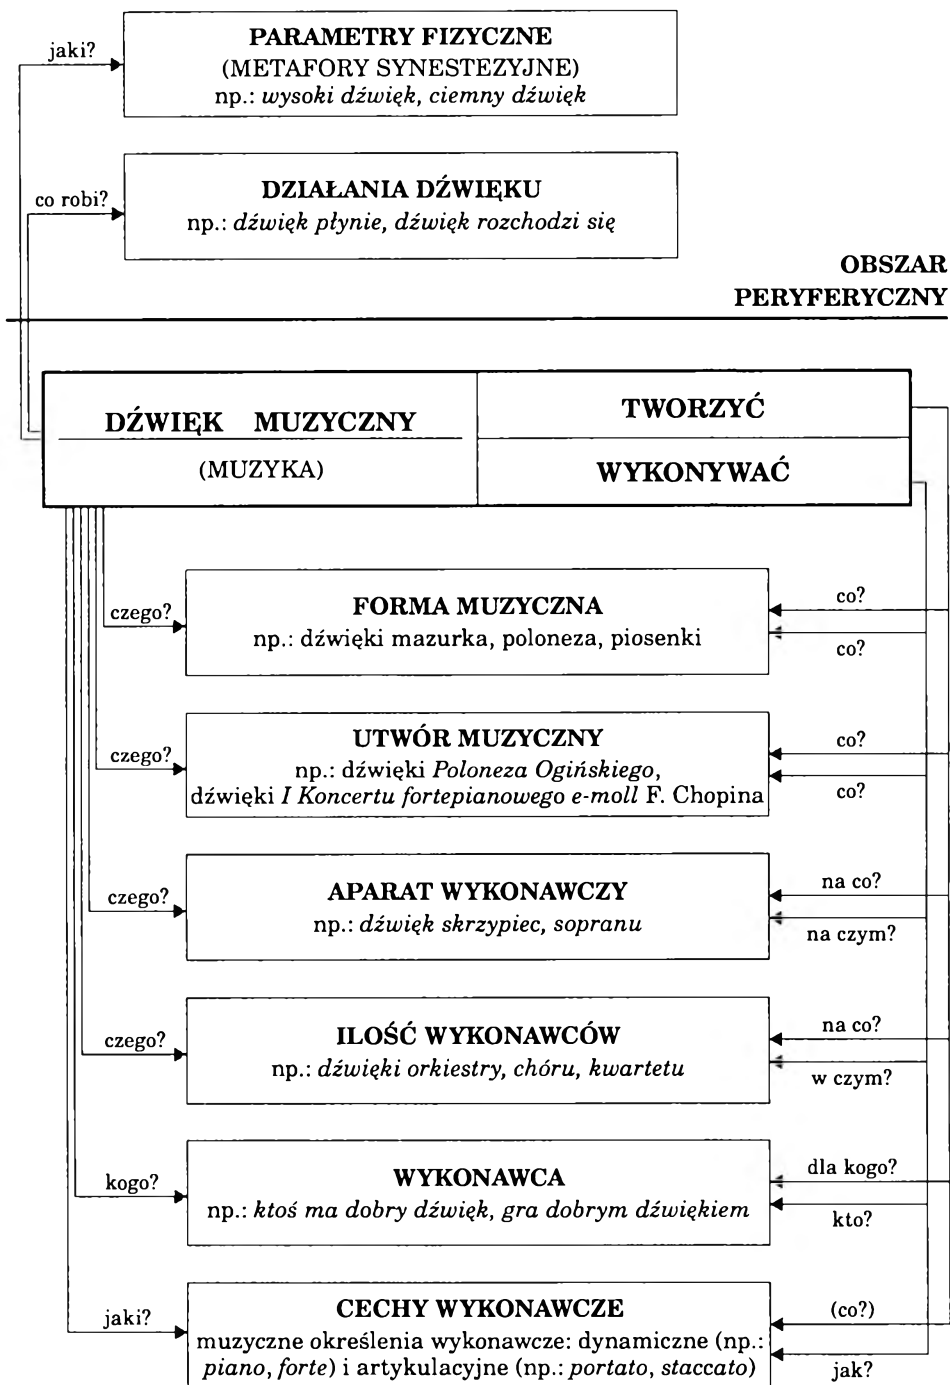 jaki?
PARAMETRY FIZYCZNE
(METAFORY SYNESTEZYJNE)
np.: wysoki dźwięk, ciemny dźwięk
co robi?
DZIAŁANIA DŹWIĘKU
np.: dźwięk płynie, dźwięk rozchodzi się
OBSZAR
PERYFERYCZNY
DŹWIĘK MUZYCZNY
(MUZYKA)
TWORZYĆ
WYKONYWAĆ
czego?
FORMA MUZYCZNA
np.: dźwięki mazurka, poloneza, piosenki
co?
co?
czego?
UTWÓR MUZYCZNY
np.: dźwięki Poloneza Ogińskiego,
dźwięki I Koncertu fortepianowego e-moll F. Chopina
co?
co?
czego?
APARAT WYKONAWCZY
np.: dźwięk skrzypiec, sopranu
na co?
na czym?
czego?
ILOŚĆ WYKONAWCÓW
np.: dźwięki orkiestry, chóru, kwartetu
na co?
w czym?
kogo?
WYKONAWCA
np.: ktoś ma dobry dźwięk, gra dobrym dźwiękiem
dla kogo?
kto?
jaki?
CECHY WYKONAWCZE
muzyczne określenia wykonawcze: dynamiczne (np.:
piano, forte) i artykulacyjne (np.: portato, staccato)
(co?)
jak?